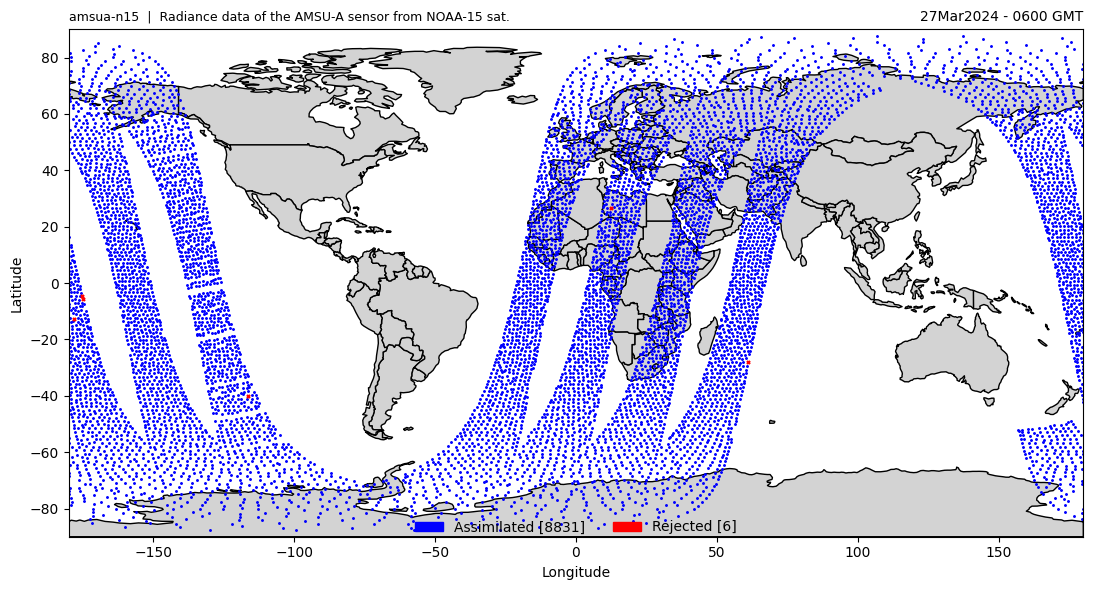 amsua-n15 | Radiance data of the AMSU-A sensor from NOAA-15 sat.
27Mar2024 - 0600 GMT
80
60
40
20
0
−20
−40
−60
−80
Latitude
Assimilated [8831]
Rejected [6]
−150
−100
−50
0
50
100
150
Longitude